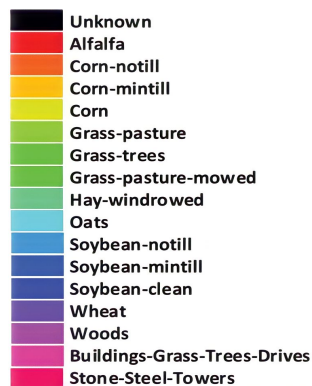 Unknown
Alfalfa
Corn-notill
Corn-mintill
Corn
Grass-pasture
Grass-trees
Grass-pasture-mowed
Hay-windrowed
Oats
Soybean-notill
Soybean-mintill
Soybean-clean
Wheat
Woods
Buildings-Grass-Trees-Drives
Stone-Steel-Towers